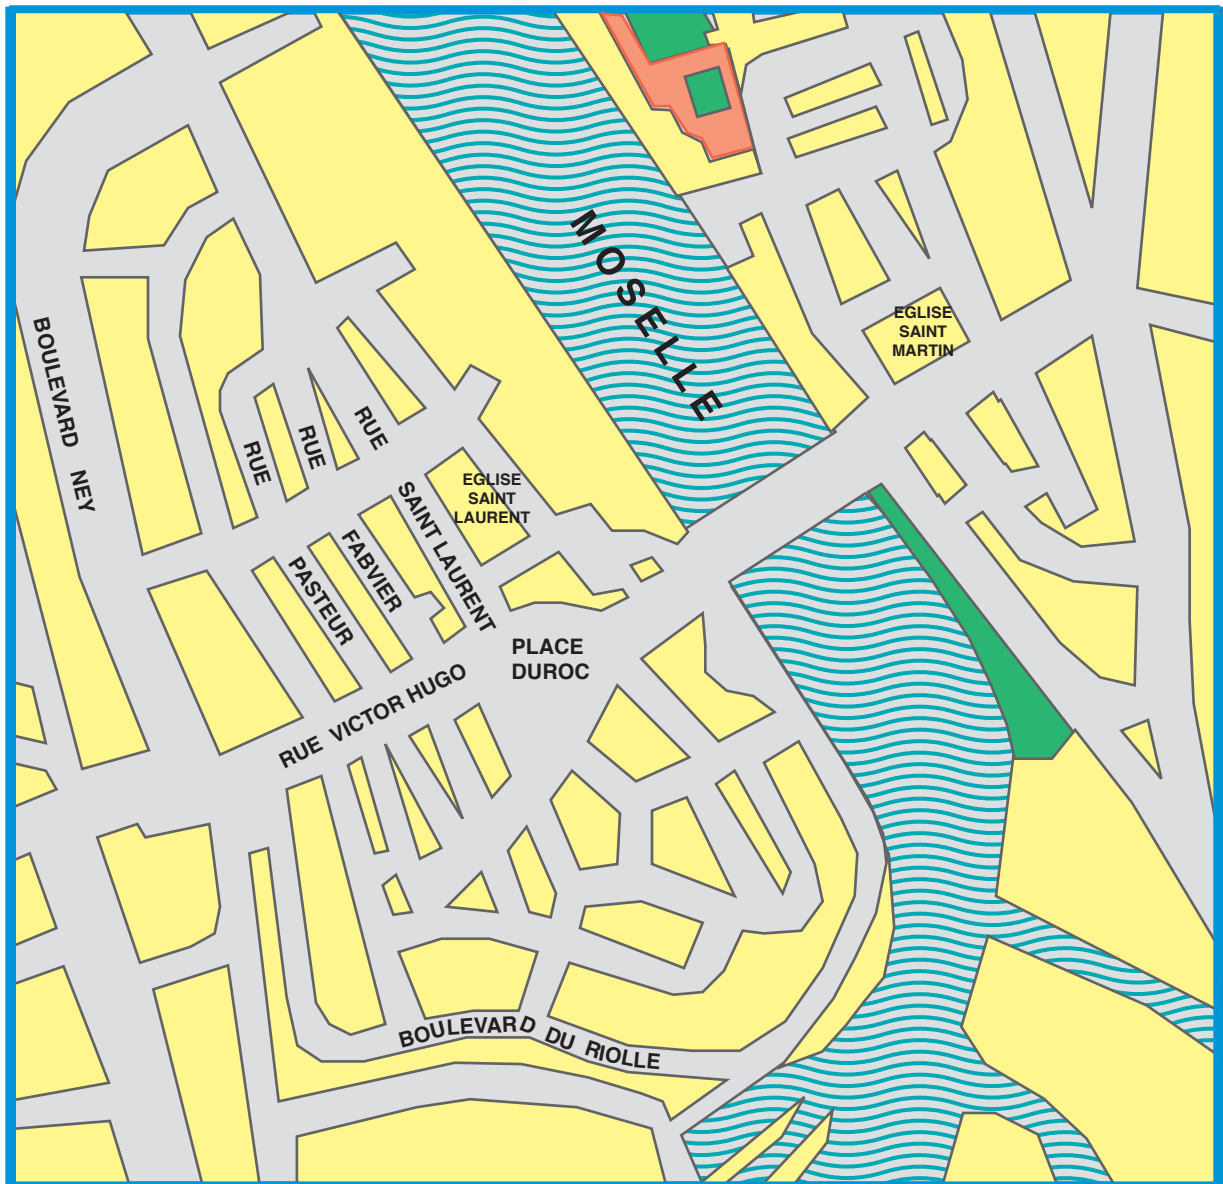 MOSELLE
EGLISE
SAINT
MARTIN
BOULEVARD NEY
RUE
RUE
RUE
PASTEUR
FABVIER
SAINT LAURENT
EGLISE
SAINT
LAURENT
PLACE
DUROC
RUE VICTOR HUGO
BOULEVARD DU RIOLLE